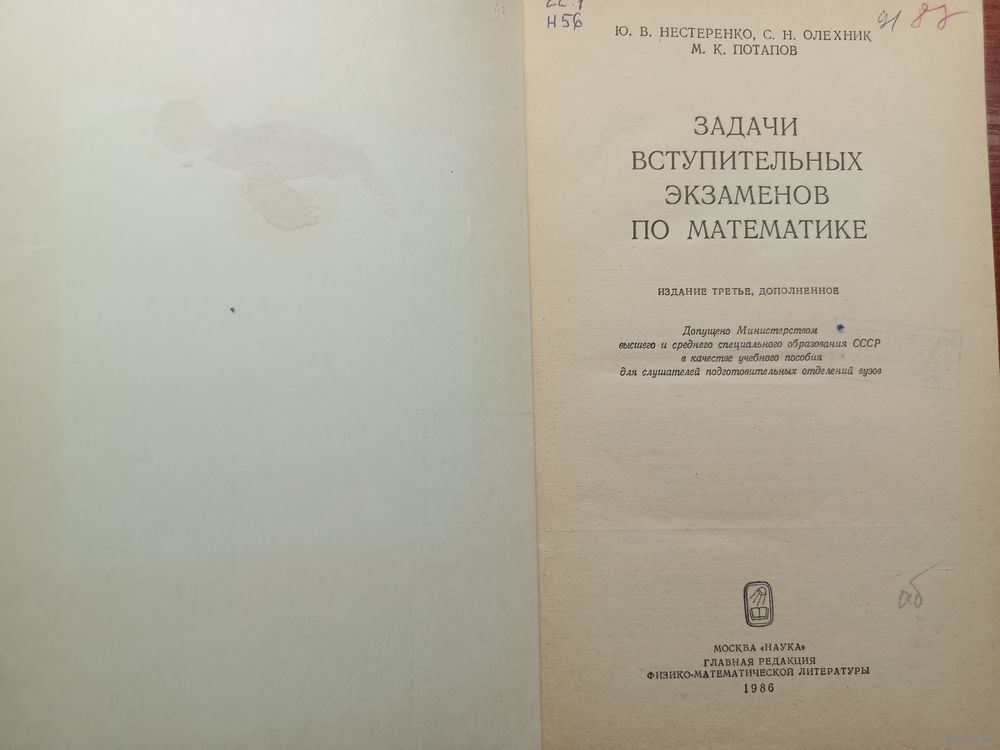 22.1
Н56
91 87
Ю. В. НЕСТЕРЕНКО, С. Н. ОЛЕХНИК
М. К. ПОТАПОВ
ЗАДАЧИ
ВСТУПИТЕЛЬНЫХ
ЭКЗАМЕНОВ
ПО МАТЕМАТИКЕ
ИЗДАНИЕ ТРЕТЬЕ, ДОПОЛНЕННОЕ
Допущено Министерством
высшего и среднего специального образования СССР
в качестве учебного пособия
для слушателей подготовительных отделений вузов
аб
МОСКВА «НАУКА»
ГЛАВНАЯ РЕДАКЦИЯ
ФИЗИКО-МАТЕМАТИЧЕСКОЙ ЛИТЕРАТУРЫ
1986